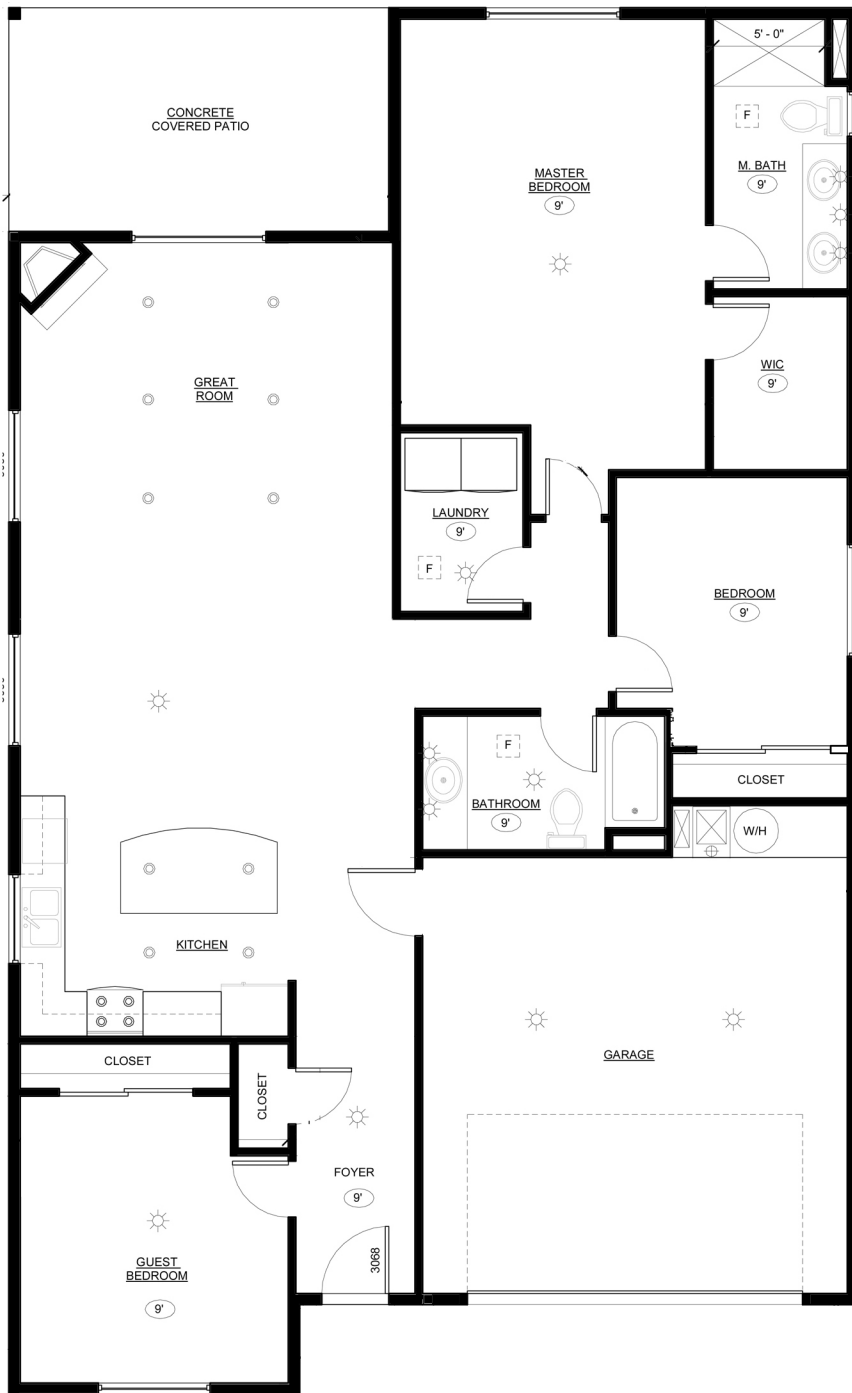 5' - 0"
CONCRETE
COVERED PATIO
F
M. BATH
9'
MASTER
BEDROOM
9'
WIC
9'
GREAT
ROOM
LAUNDRY
9'
F
BEDROOM
9'
F
BATHROOM
9'
CLOSET
W/H
KITCHEN
GARAGE
CLOSET
CLOSET
FOYER
9'
3068
GUEST
BEDROOM
9'